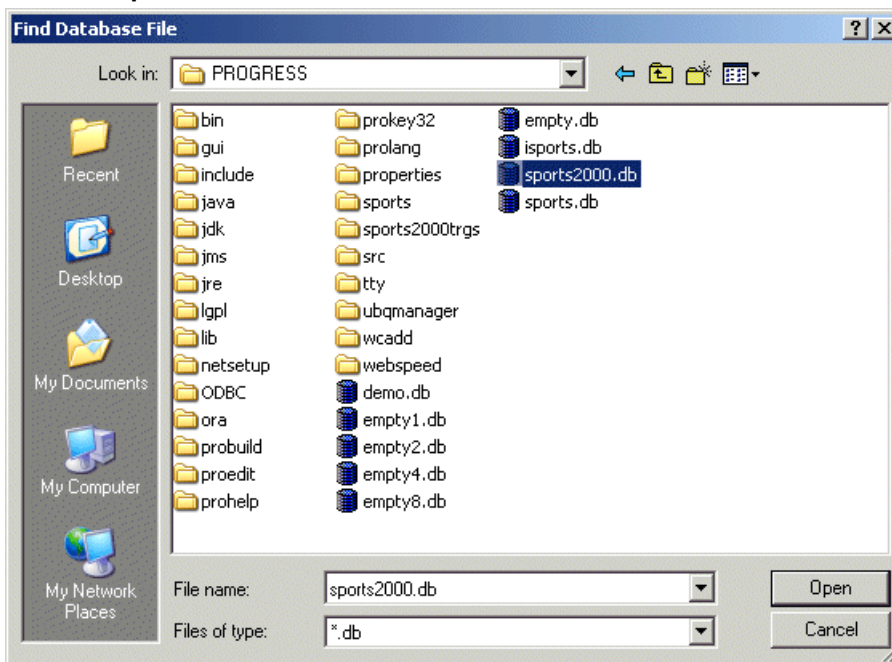 Find Database File
Look in: PROGRESS
Recent
Desktop
My Documents
My Computer
My Network
Places
bin
gui
include
java
jdk
jms
jre
lgpl
lib
netsetup
ODBC
ora
probuild
proedit
prohelp
prokey32
prolang
properties
sports
sports2000trgs
src
tty
ubqmanager
wcadd
webspeed
demo.db
empty1.db
empty2.db
empty4.db
empty8.db
empty.db
isports.db
sports2000.db
sports.db
File name: sports2000.db Open
Files of type: *.db Cancel